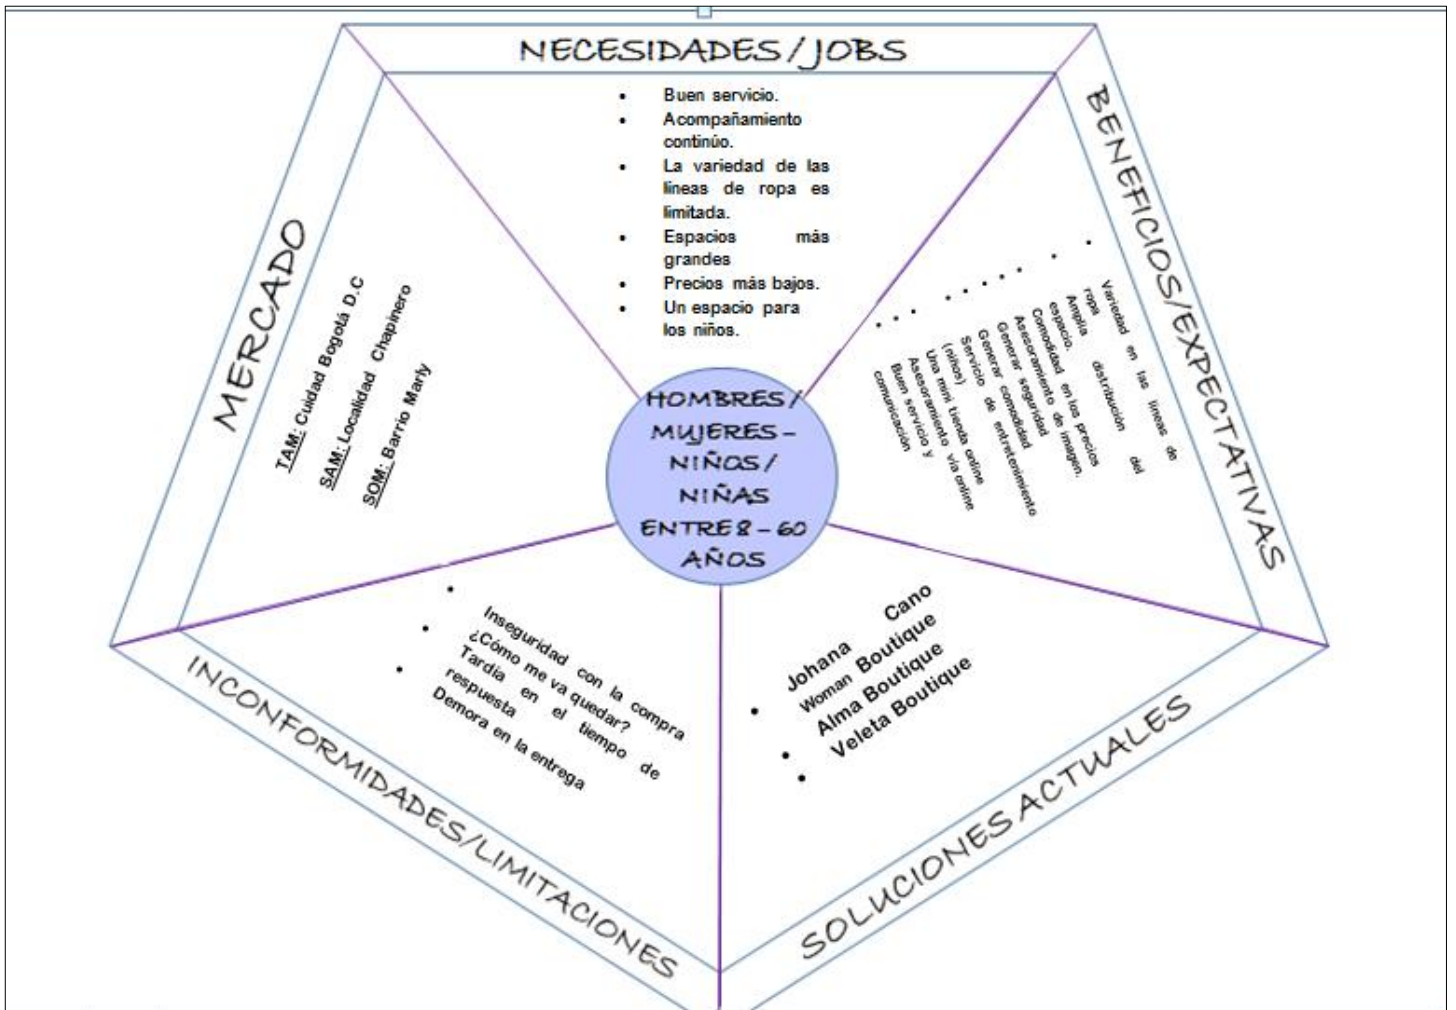 NECESIDADES/JOBS
• Buen servicio.
• Acompañamiento
continúo.
• La variedad de las
líneas de ropa es
limitada.
• Espacios más
grandes
• Precios más bajos.
• Un espacio para
los niños.
BENEFICIOS/EXPECTATIVAS
• Variedad en las líneas de
ropa
• Amplia distribución del
espacio.
• Comodidad en los precios
• Asesoramiento de imagen.
• Generar seguridad
• Generar comodidad
• Servicio de entretenimiento
(niños)
• Una mini tienda online
• Asesoramiento vía online
• Buen servicio y
comunicación
SOLUCIONES ACTUALES
• Johana Cano
Woman Boutique
• Alma Boutique
• Veleta Boutique
INCONFORMIDADES/LIMITACIONES
• Inseguridad con la compra
¿Cómo me va quedar?
• Tardía en el tiempo de
respuesta
• Demora en la entrega
MERCADO
TAM: Cuidad Bogotá D.C
SAM: Localidad Chapinero
SOM: Barrio Marly
HOMBRES/
MUJERES–
NIÑOS/
NIÑAS
ENTRE 8 – 60
AÑOS